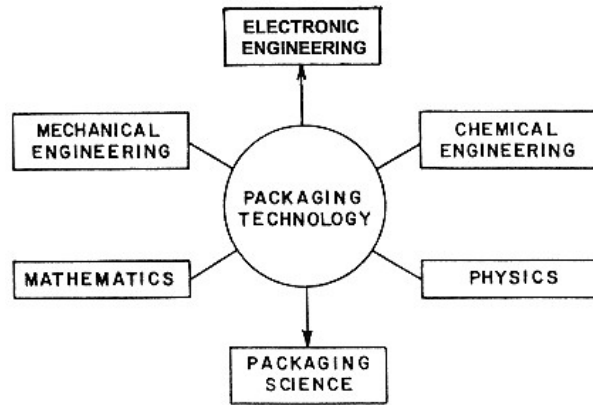 ELECTRONIC
ENGINEERING
MECHANICAL
ENGINEERING
CHEMICAL
ENGINEERING
PACKAGING
TECHNOLOGY
MATHEMATICS
PHYSICS
PACKAGING
SCIENCE